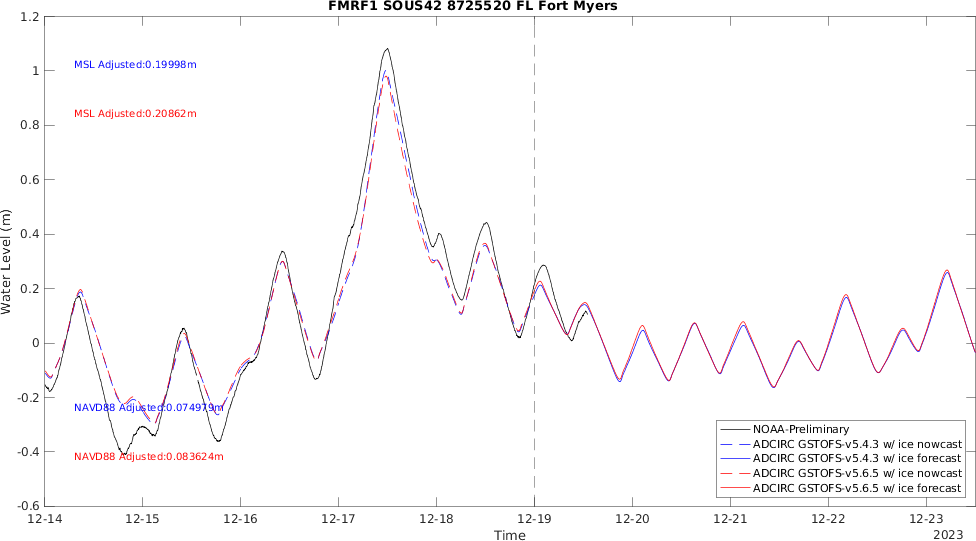 FMRF1 SOUS42 8725520 FL Fort Myers
1.2
1
0.8
0.6
0.4
0.2
0
-0.2
-0.4
-0.6
Water Level (m)
MSL Adjusted:0.19998m
MSL Adjusted:0.20862m
NAVD88 Adjusted:0.074979m
NAVD88 Adjusted:0.083624m
NOAA-Preliminary
ADCIRC GSTOFS-v5.4.3 w/ ice nowcast
ADCIRC GSTOFS-v5.4.3 w/ ice forecast
ADCIRC GSTOFS-v5.6.5 w/ ice nowcast
ADCIRC GSTOFS-v5.6.5 w/ ice forecast
12-14 12-15 12-16 12-17 12-18 12-19 12-20 12-21 12-22 12-23
Time
2023